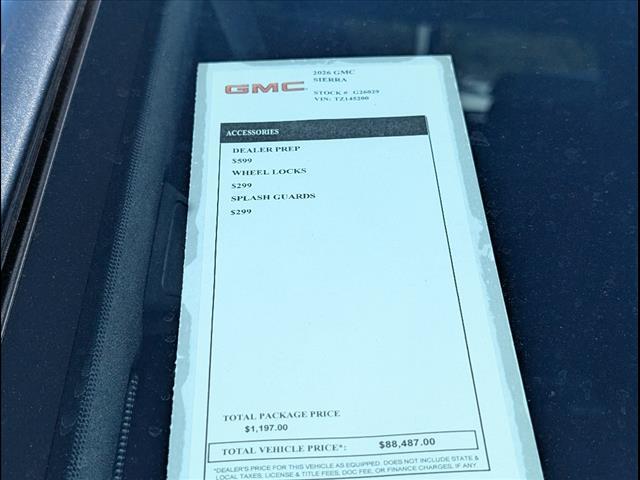 GMC
2026 GMC
SIERRA
STOCK # G26029
VIN: TZ145200
ACCESSORIES
DEALER PREP
$599
WHEEL LOCKS
$299
SPLASH GUARDS
$299
TOTAL PACKAGE PRICE
$1,197.00
TOTAL VEHICLE PRICE*: $88,487.00
*DEALER'S PRICE FOR THIS VEHICLE AS EQUIPPED. DOES NOT INCLUDE STATE &
LOCAL TAXES, LICENSE & TITLE FEES, DOC FEE, OR FINANCE CHARGES, IF ANY.